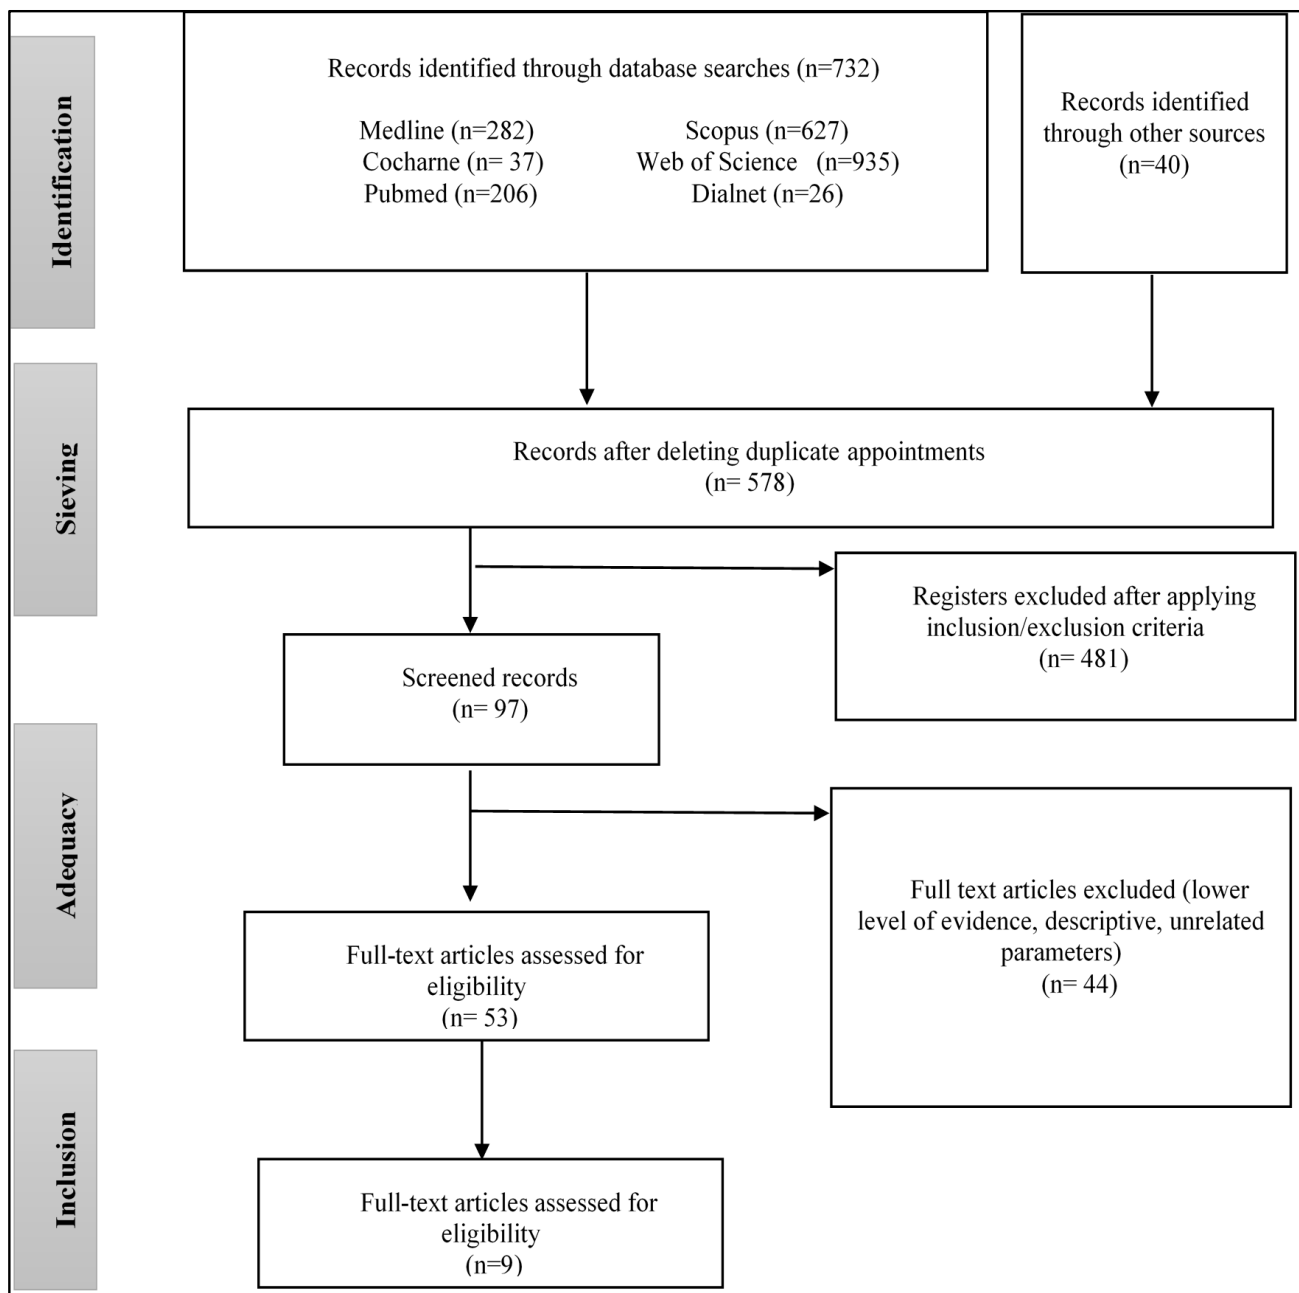 Identification
Records identified through database searches (n=732)
Medline (n=282)
Cocharne (n= 37)
Pubmed (n=206)
Scopus (n=627)
Web of Science (n=935)
Dialnet (n=26)
Records identified
through other sources
(n=40)
Sieving
Records after deleting duplicate appointments
(n= 578)
Registers excluded after applying
inclusion/exclusion criteria
(n= 481)
Screened records
(n= 97)
Adequacy
Full text articles excluded (lower
level of evidence, descriptive, unrelated
parameters)
(n= 44)
Full-text articles assessed for
eligibility
(n= 53)
Inclusion
Full-text articles assessed for
eligibility
(n=9)